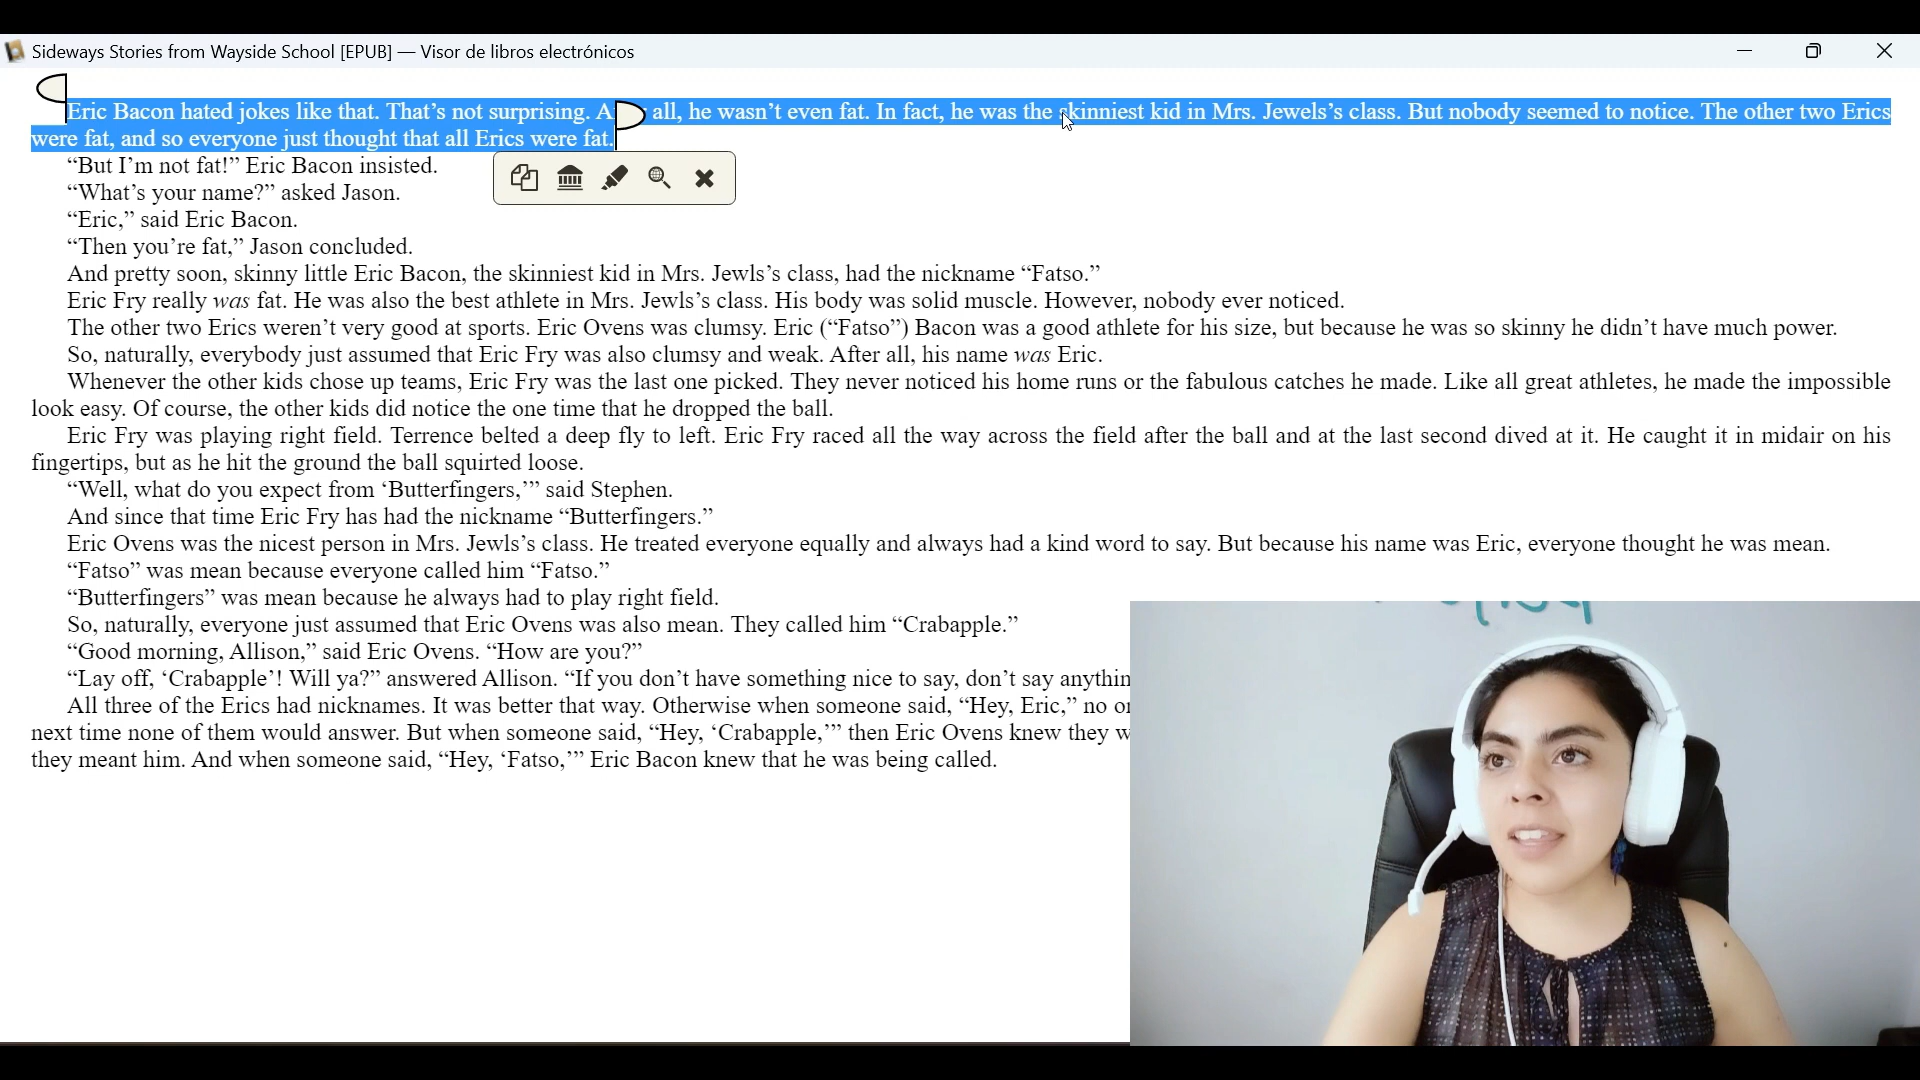 Sideways Stories from Wayside School [EPUB] — Visor de libros electrónicos
Eric Bacon hated jokes like that. That’s not surprising. all, he wasn’t even fat. In fact, he was the skinniest kid in Mrs. Jewels’s class. But nobody seemed to notice. The other two Erics
were fat, and so everyone just thought that all Erics were fat.
“But I’m not fat!” Eric Bacon insisted.
“What’s your name?” asked Jason.
“Eric,” said Eric Bacon.
“Then you’re fat,” Jason concluded.
And pretty soon, skinny little Eric Bacon, the skinniest kid in Mrs. Jewls’s class, had the nickname “Fatso.”
Eric Fry really was fat. He was also the best athlete in Mrs. Jewls’s class. His body was solid muscle. However, nobody ever noticed.
The other two Erics weren’t very good at sports. Eric Ovens was clumsy. Eric (“Fatso”) Bacon was a good athlete for his size, but because he was so skinny he didn’t have much power.
So, naturally, everybody just assumed that Eric Fry was also clumsy and weak. After all, his name was Eric.
Whenever the other kids chose up teams, Eric Fry was the last one picked. They never noticed his home runs or the fabulous catches he made. Like all great athletes, he made the impossible
look easy. Of course, the other kids did notice the one time that he dropped the ball.
Eric Fry was playing right field. Terrence belted a deep fly to left. Eric Fry raced all the way across the field after the ball and at the last second dived at it. He caught it in midair on his
fingertips, but as he hit the ground the ball squirted loose.
“Well, what do you expect from ‘Butterfingers,’” said Stephen.
And since that time Eric Fry has had the nickname “Butterfingers.”
Eric Ovens was the nicest person in Mrs. Jewls’s class. He treated everyone equally and always had a kind word to say. But because his name was Eric, everyone thought he was mean.
“Fatso” was mean because everyone called him “Fatso.”
“Butterfingers” was mean because he always had to play right field.
So, naturally, everyone just assumed that Eric Ovens was also mean. They called him “Crabapple.”
“Good morning, Allison,” said Eric Ovens. “How are you?”
“Lay off, ‘Crabapple’! Will ya?” answered Allison. “If you don’t have something nice to say, don’t say
All three of the Erics had nicknames. It was better that way. Otherwise when someone said, “Hey, Eric,” no
next time none of them would answer. But when someone said, “Hey, ‘Crabapple,’” then Eric Ovens knew they
they meant him. And when someone said, “Hey, ‘Fatso,’” Eric Bacon knew that he was being called.